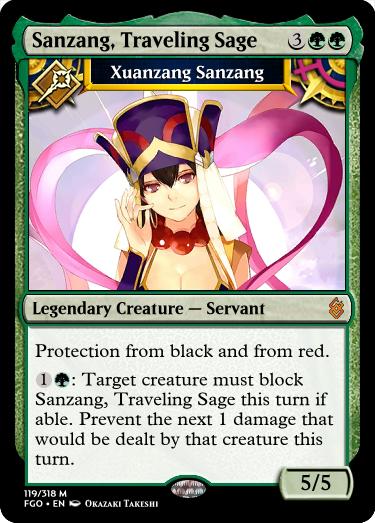 Sanzang, Traveling Sage 3
Xuanzang Sanzang
Legendary Creature — Servant
Protection from black and from red.
1 : Target creature must block
Sanzang, Traveling Sage this turn if
able. Prevent the next 1 damage that
would be dealt by that creature this
turn.
5/5
119/318 M
FGO • EN Okazaki Takeshi